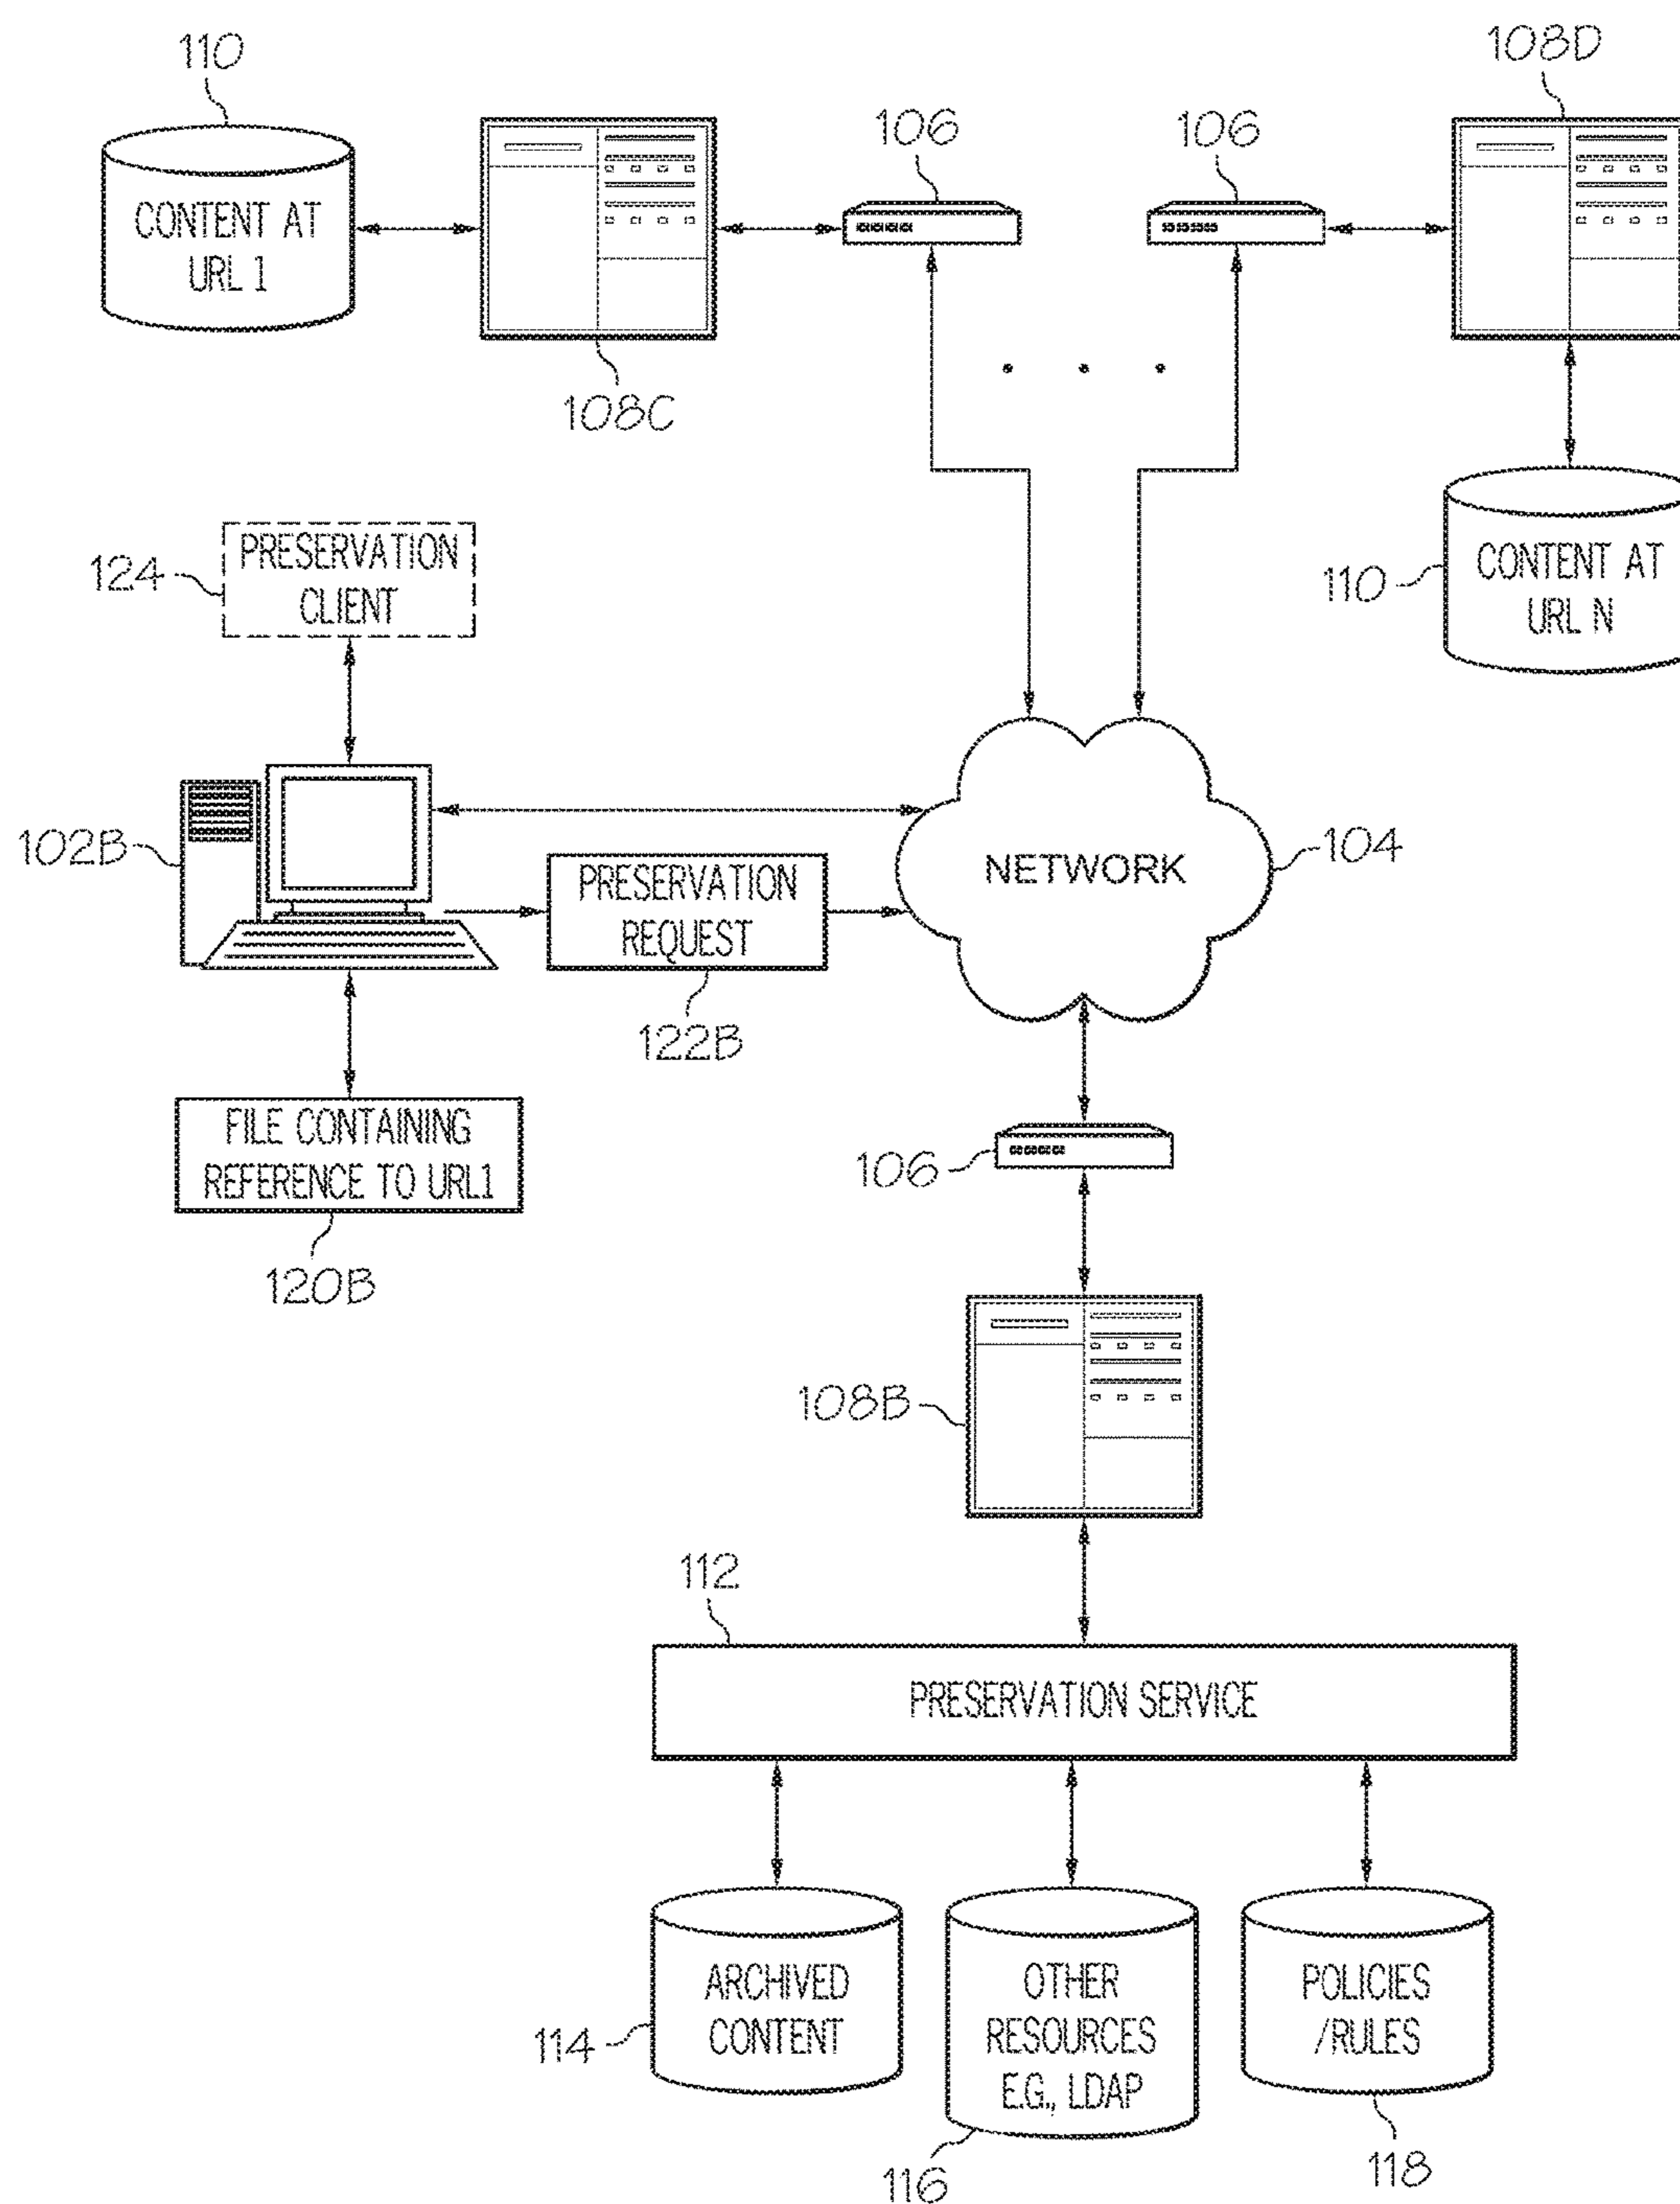 110
108D
106
106
CONTENT AT
URL 1
108C
PRESERVATION
CLIENT
124
110
CONTENT AT
URL N
102B
NETWORK
104
PRESERVATION
REQUEST
122B
FILE CONTAINING
REFERENCE TO URL1
120B
106
108B
112
PRESERVATION SERVICE
ARCHIVED
CONTENT
114
OTHER
RESOURCES
E.G., LDAP
116
POLICIES
/RULES
118